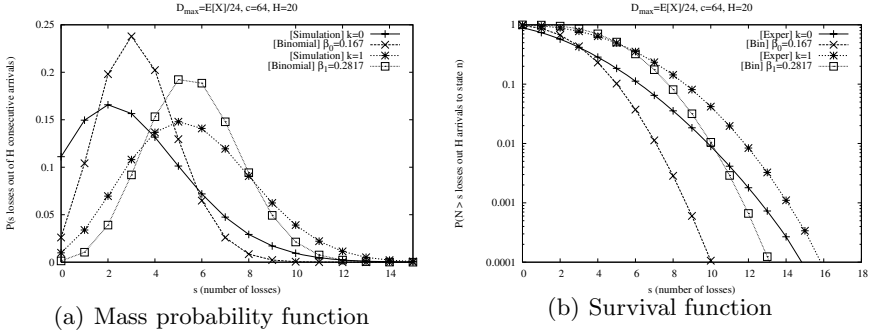 D_max=E[X]/24, c=64, H=20
[Simulation] k=0
[Binomial] β_0=0.167
[Simulation] k=1
[Binomial] β_1=0.2817
P(s losses out of H consecutive arrivals)
0.25
0.2
0.15
0.1
0.05
0
0 2 4 6 8 10 12 14
s (number of losses)
(a) Mass probability function
D_max=E[X]/24, c=64, H=20
[Exper] k=0
[Bin] β_0=0.167
[Exper] k=1
[Bin] β_1=0.2817
P(N > s losses out H arrivals to state n)
1
0.1
0.01
0.001
0.0001
0 2 4 6 8 10 12 14 16 18
s (number of losses)
(b) Survival function